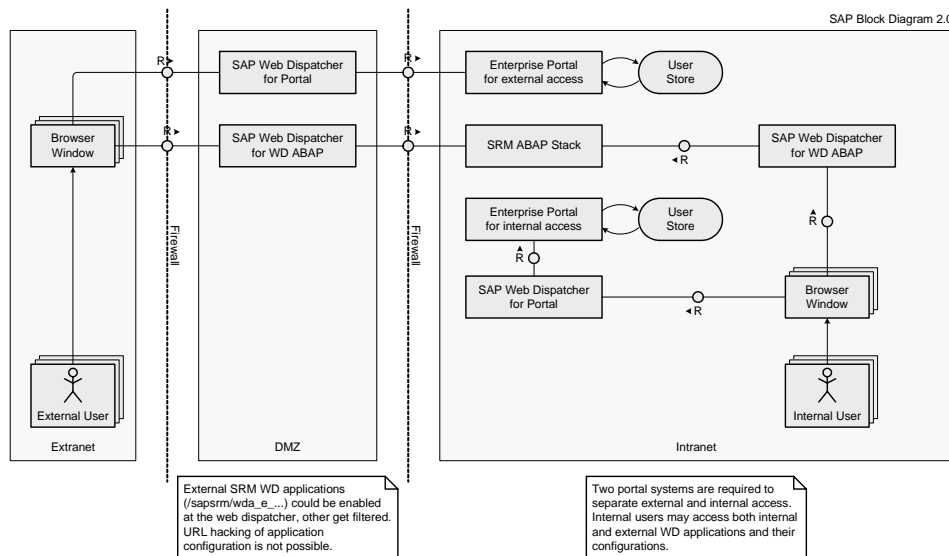 SAP Block Diagram 2.0
R
SAP Web Dispatcher
for Portal
R
Enterprise Portal
for external access
User
Store
Browser
Window
R
SAP Web Dispatcher
for WD ABAP
R
SRM ABAP Stack
R
SAP Web Dispatcher
for WD ABAP
Firewall
Firewall
Enterprise Portal
for internal access
User
Store
R
R
SAP Web Dispatcher
for Portal
R
Browser
Window
External User
Internal User
Extranet
DMZ
Intranet
External SRM WD applications
(/sapsrm/wda_e_...) could be enabled
at the web dispatcher, other get filtered.
URL hacking of application
configuration is not possible.
Two portal systems are required to
separate external and internal access.
Internal users may access both internal
and external WD applications and their
configurations.